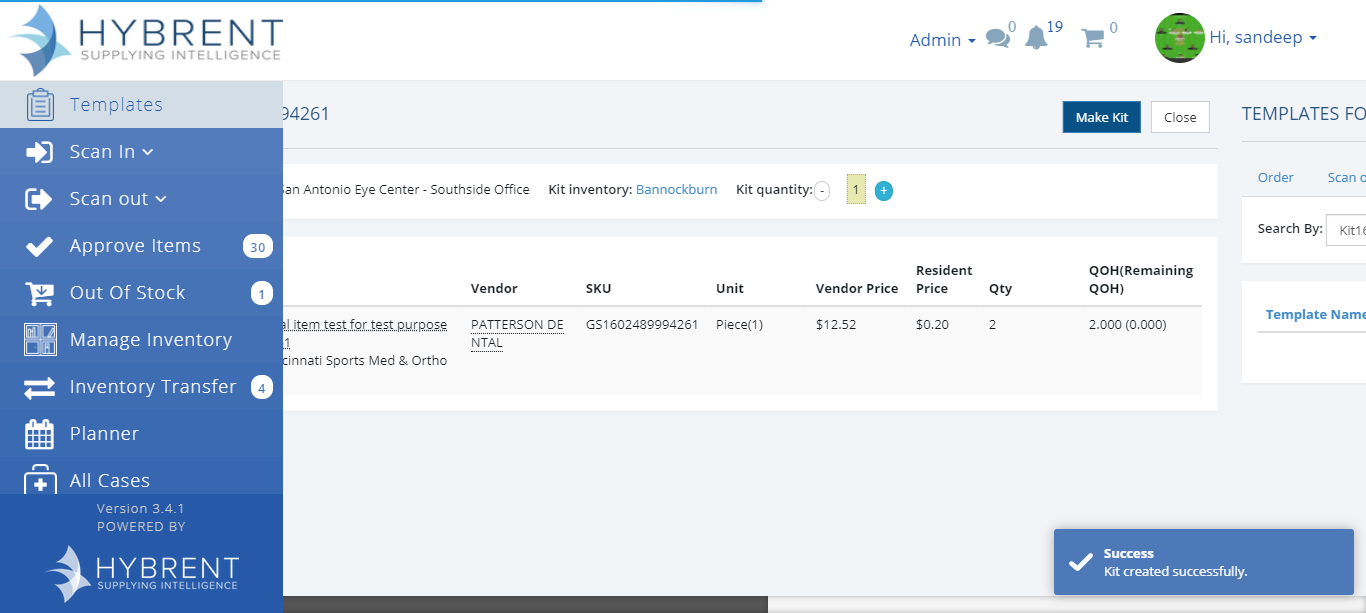 HYBRENT
SUPPLYING INTELLIGENCE
Admin
0
19
0
Hi, sandeep
Templates
Scan In
Scan out
Approve Items 30
Out Of Stock 1
Manage Inventory
Inventory Transfer 4
Planner
All Cases
Version 3.4.1
POWERED BY
HYBRENT
SUPPLYING INTELLIGENCE
94261
Make Kit
Close
San Antonio Eye Center - Southside Office Kit inventory: Bannockburn Kit quantity: - 1 +
Vendor SKU Unit Vendor Price Resident Price Qty QOH(Remaining QOH)
al item test for test purpose
1
cinnati Sports Med & Ortho
PATTERSON DE
NTAL
GS1602489994261 Piece(1) $12.52 $0.20 2 2.000 (0.000)
TEMPLATES FO
Order Scan o
Search By: Kit16
Template Name
Success
Kit created successfully.